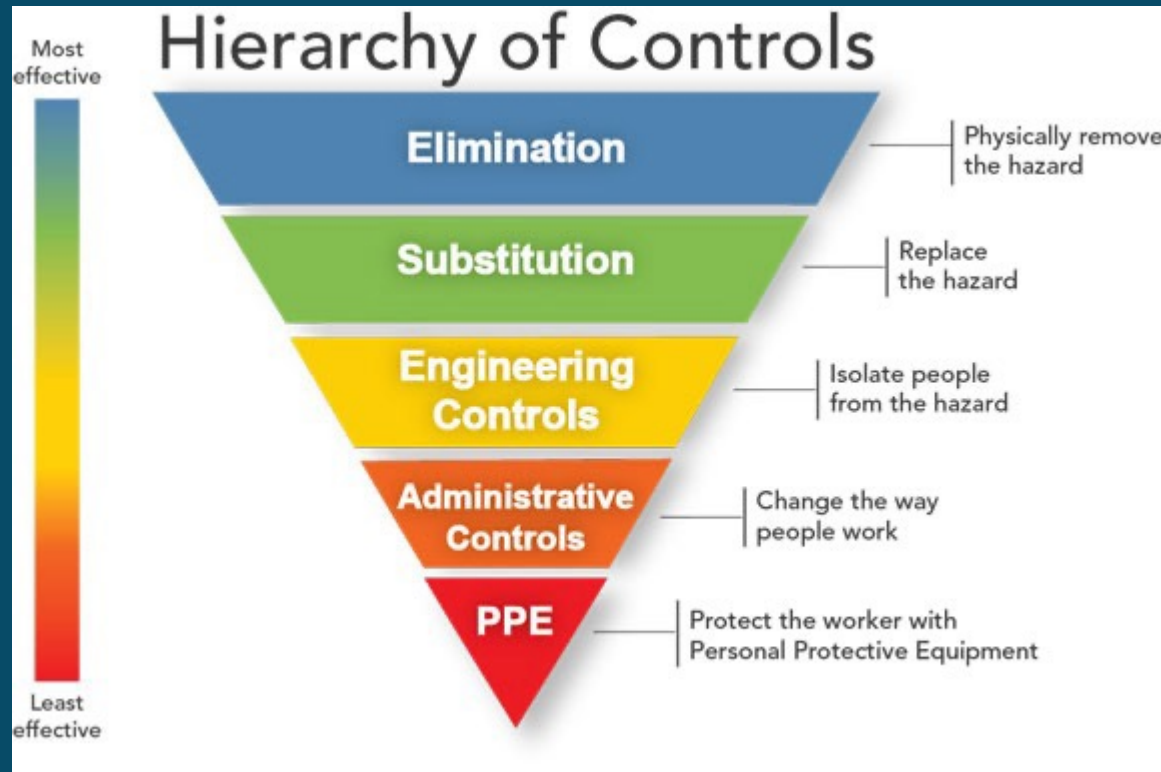 Hierarchy of Controls
Most
effective
Elimination
Physically remove
the hazard
Substitution
Replace
the hazard
Engineering
Controls
Isolate people
from the hazard
Administrative
Controls
Change the way
people work
PPE
Protect the worker with
Personal Protective Equipment
Least
effective